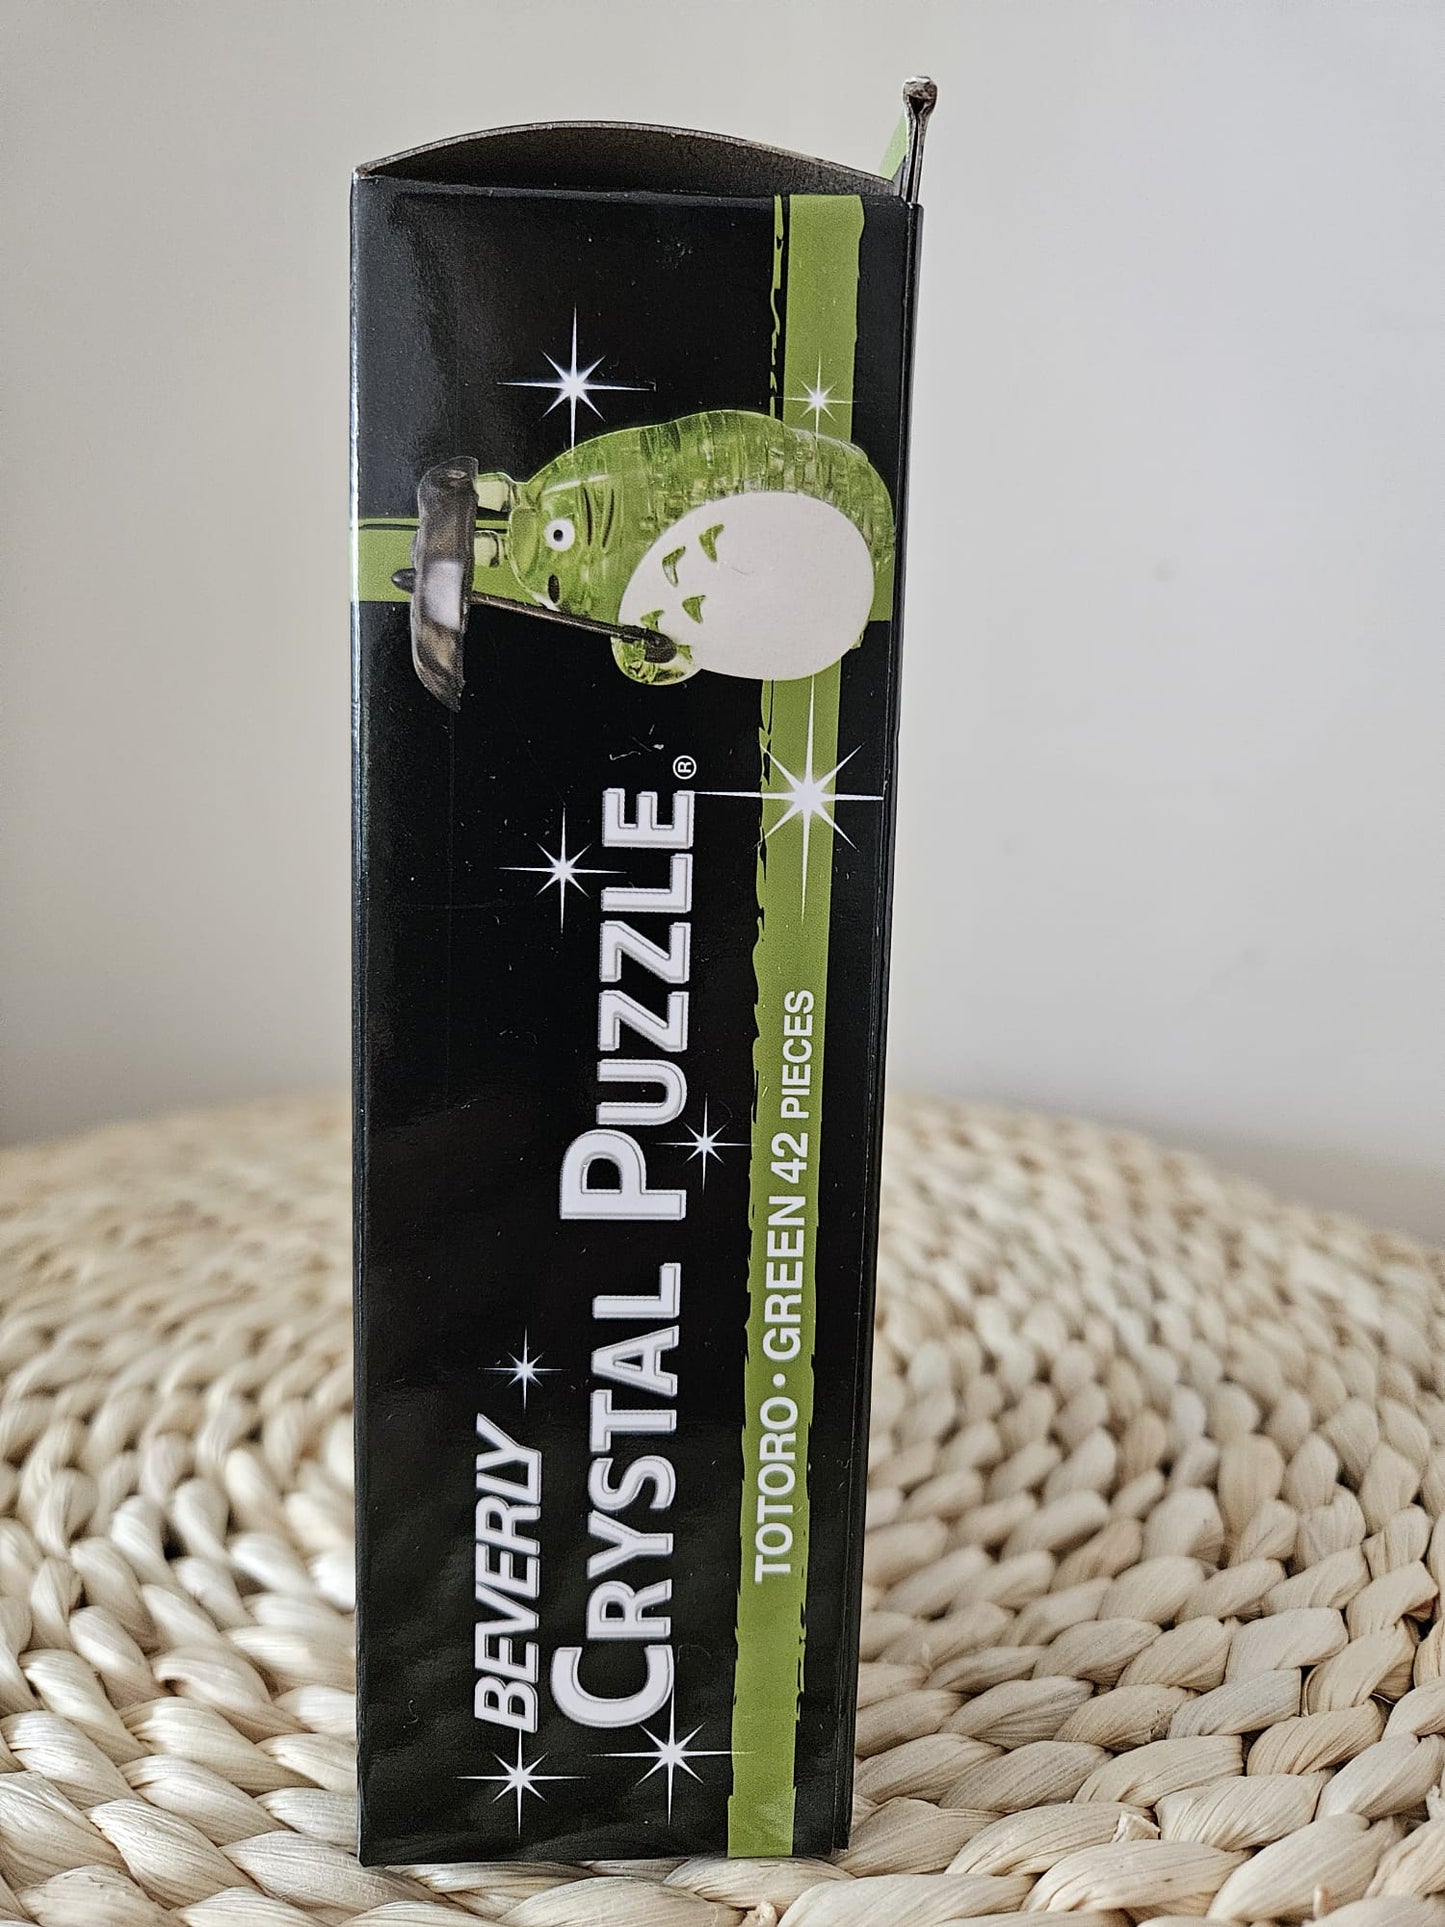 BEVERLY
CRYSTAL PUZZLE®
TOTORO • GREEN 42 PIECES